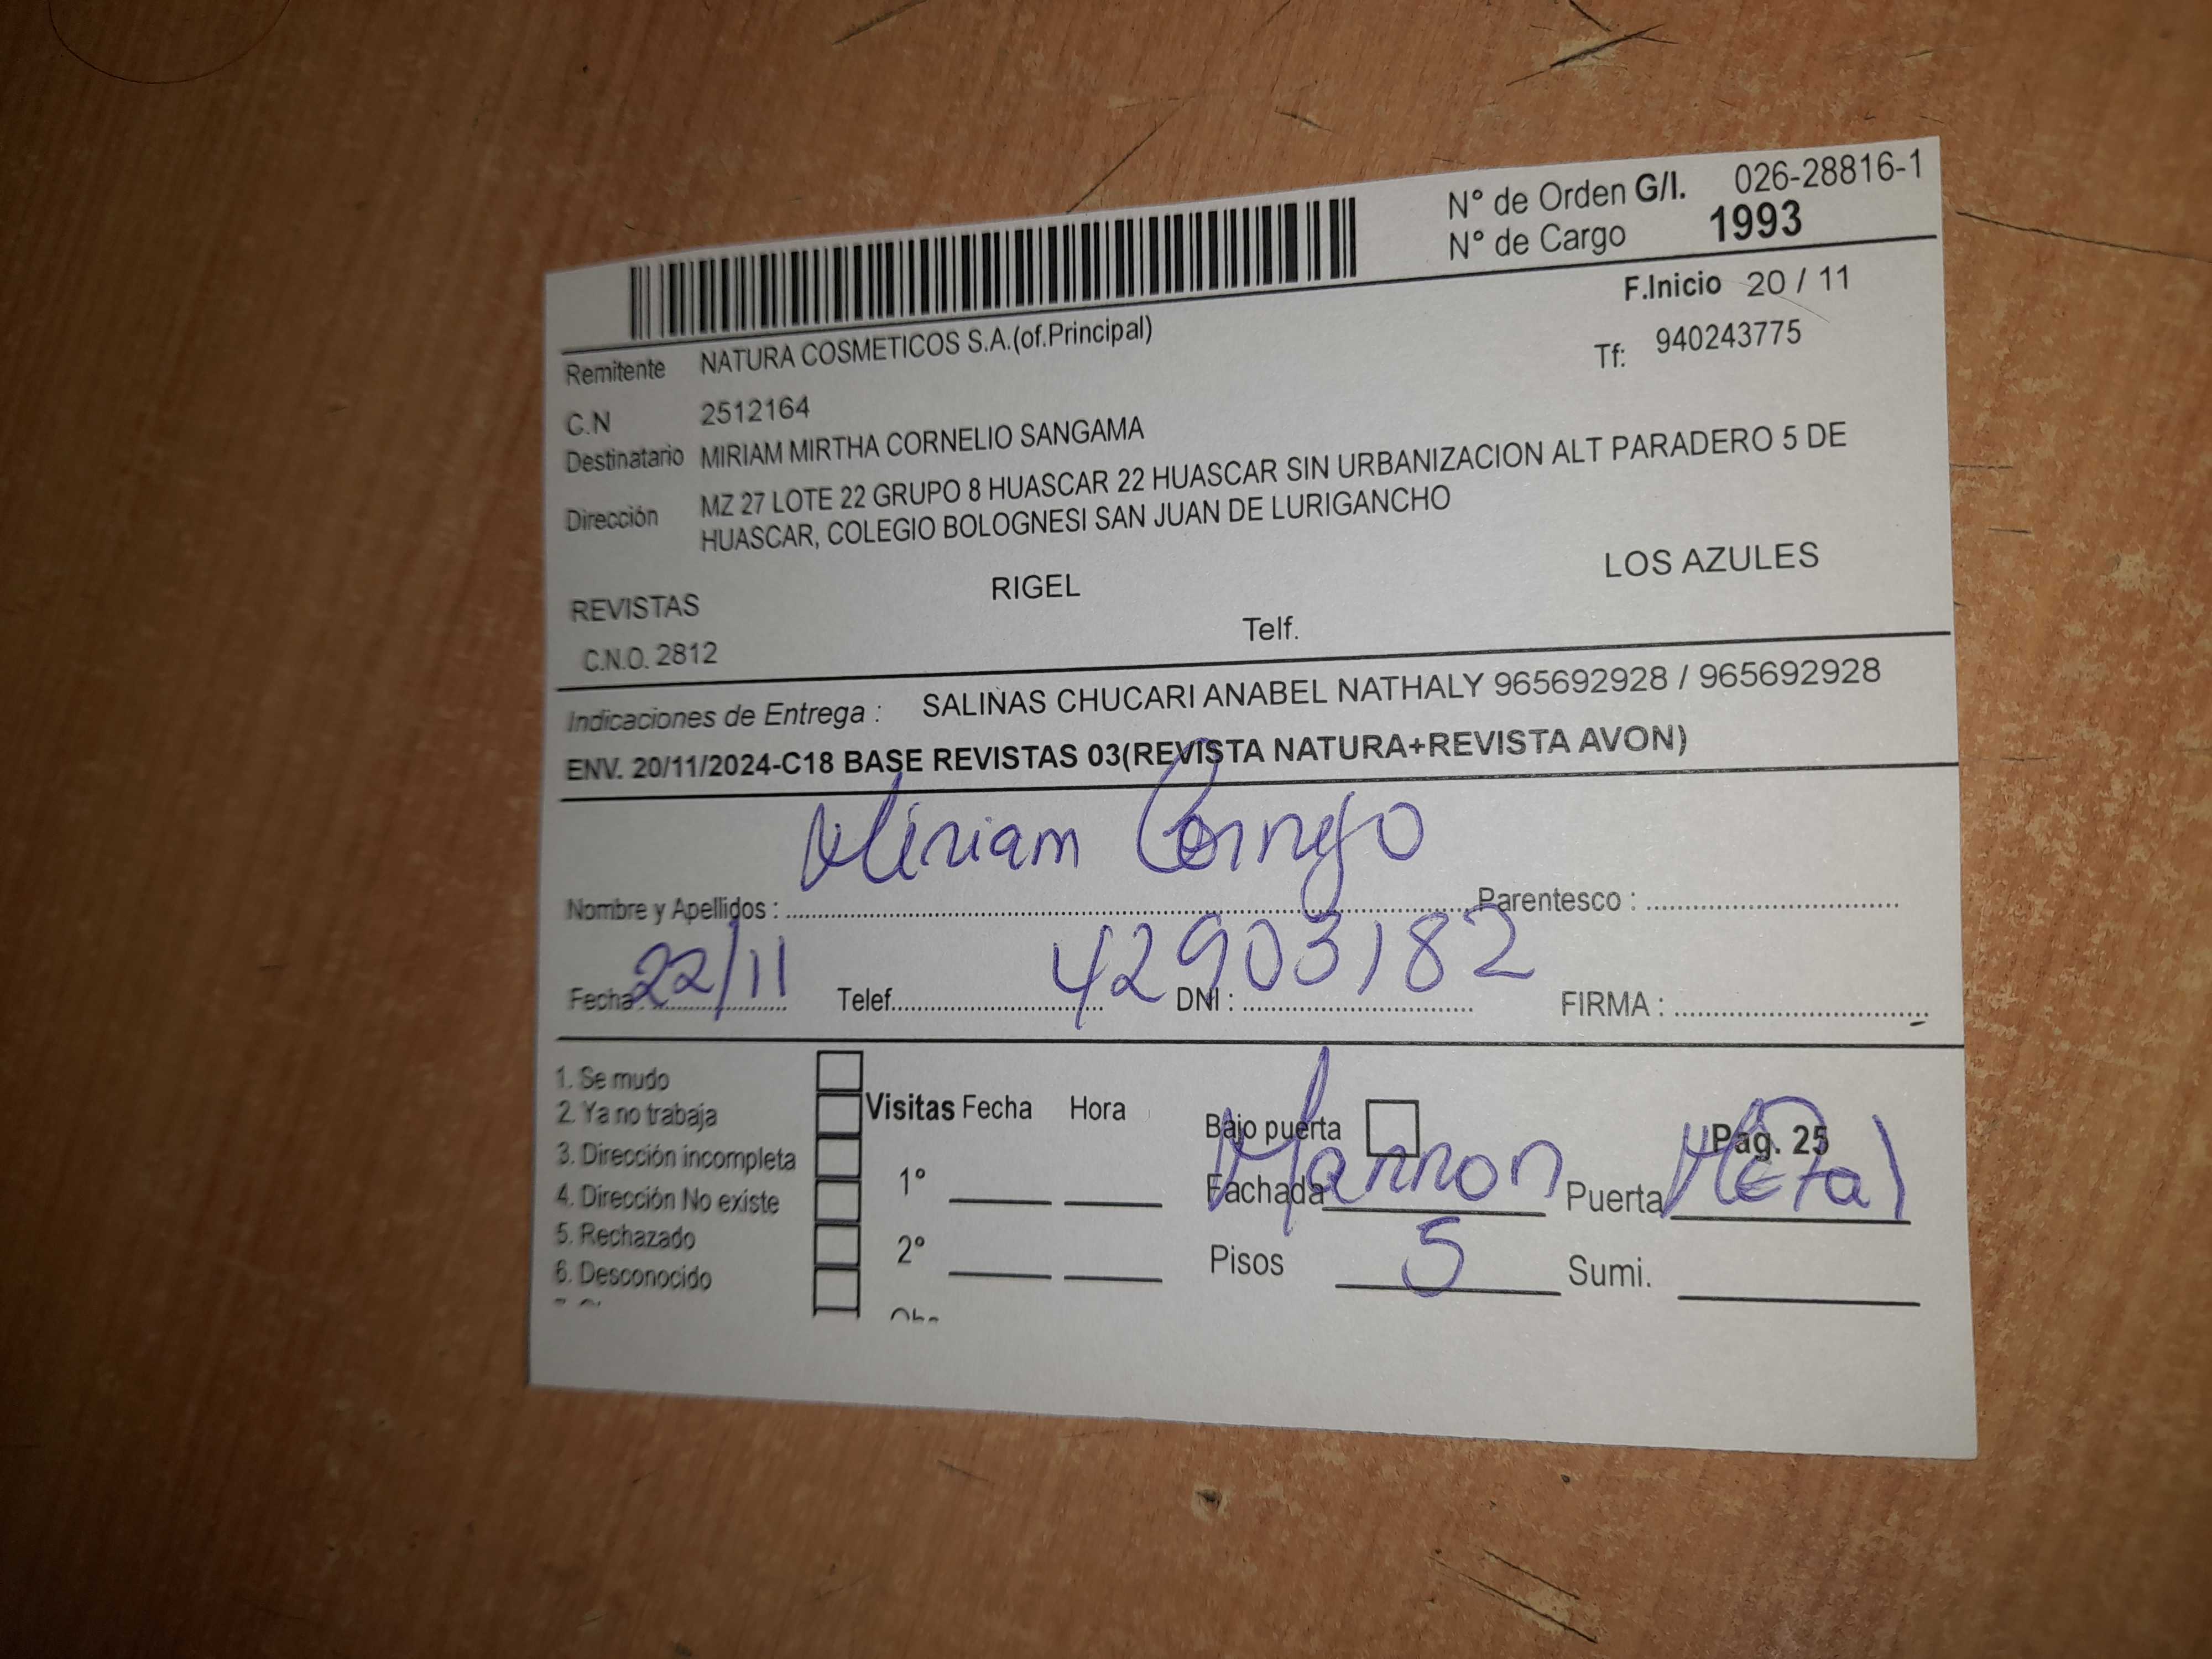 N° de Orden G/I. 026-28816-1
N° de Cargo 1993
F.Inicio 20 / 11
Remitente NATURA COSMETICOS S.A.(of.Principal)
Tf: 940243775
C.N 2512164
Destinatario MIRIAM MIRTHA CORNELIO SANGAMA
Dirección MZ 27 LOTE 22 GRUPO 8 HUASCAR 22 HUASCAR SIN URBANIZACION ALT PARADERO 5 DE
HUASCAR, COLEGIO BOLOGNESI SAN JUAN DE LURIGANCHO
REVISTAS RIGEL LOS AZULES
C.N.O. 2812 Telf.
Indicaciones de Entrega : SALINAS CHUCARI ANABEL NATHALY 965692928 / 965692928
ENV. 20/11/2024-C18 BASE REVISTAS 03(REVISTA NATURA+REVISTA AVON)
Miriam
Nombre y Apellidos : Parentesco :
Fecha : 22/11 Telef. DNI : 42903182 FIRMA :
1. Se mudo
2. Ya no trabaja
3. Dirección incompleta
4. Dirección No existe
5. Rechazado
6. Desconocido
Visitas Fecha Hora
1°
2°
Bajo puerta Pag. 25
Fachada Marron Puerta Metal
Pisos 5 Sumi.